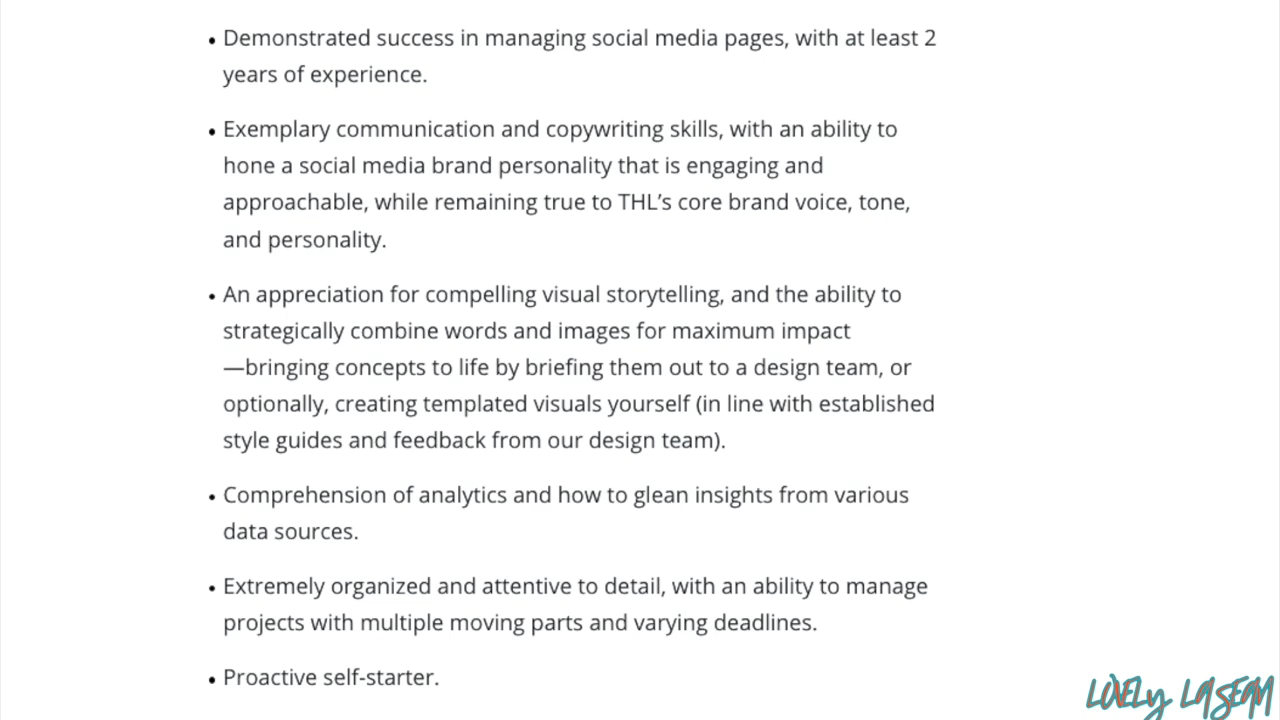 • Demonstrated success in managing social media pages, with at least 2
years of experience.
• Exemplary communication and copywriting skills, with an ability to
hone a social media brand personality that is engaging and
approachable, while remaining true to THL’s core brand voice, tone,
and personality.
• An appreciation for compelling visual storytelling, and the ability to
strategically combine words and images for maximum impact
—bringing concepts to life by briefing them out to a design team, or
optionally, creating templated visuals yourself (in line with established
style guides and feedback from our design team).
• Comprehension of analytics and how to glean insights from various
data sources.
• Extremely organized and attentive to detail, with an ability to manage
projects with multiple moving parts and varying deadlines.
• Proactive self-starter.
LOVELy